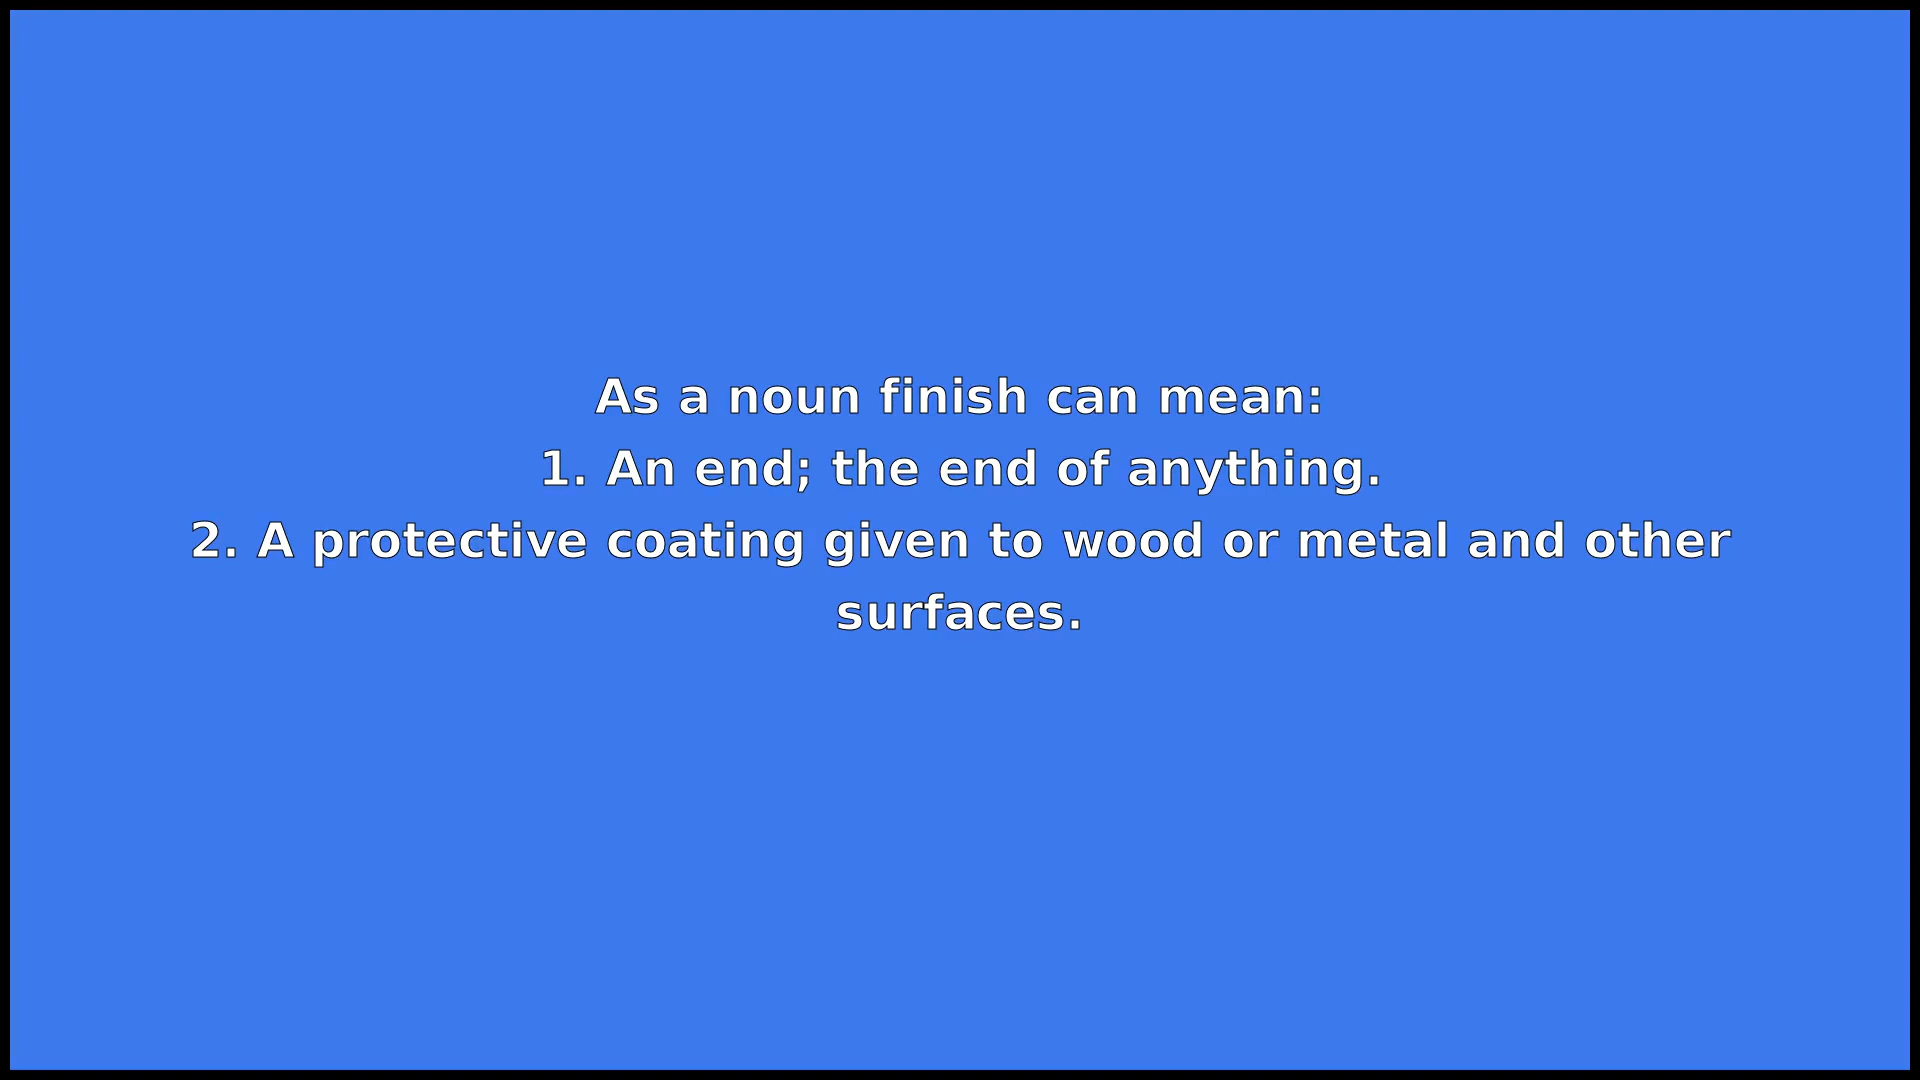 As a noun finish can mean:
1. An end; the end of anything.
2. A protective coating given to wood or metal and other
surfaces.